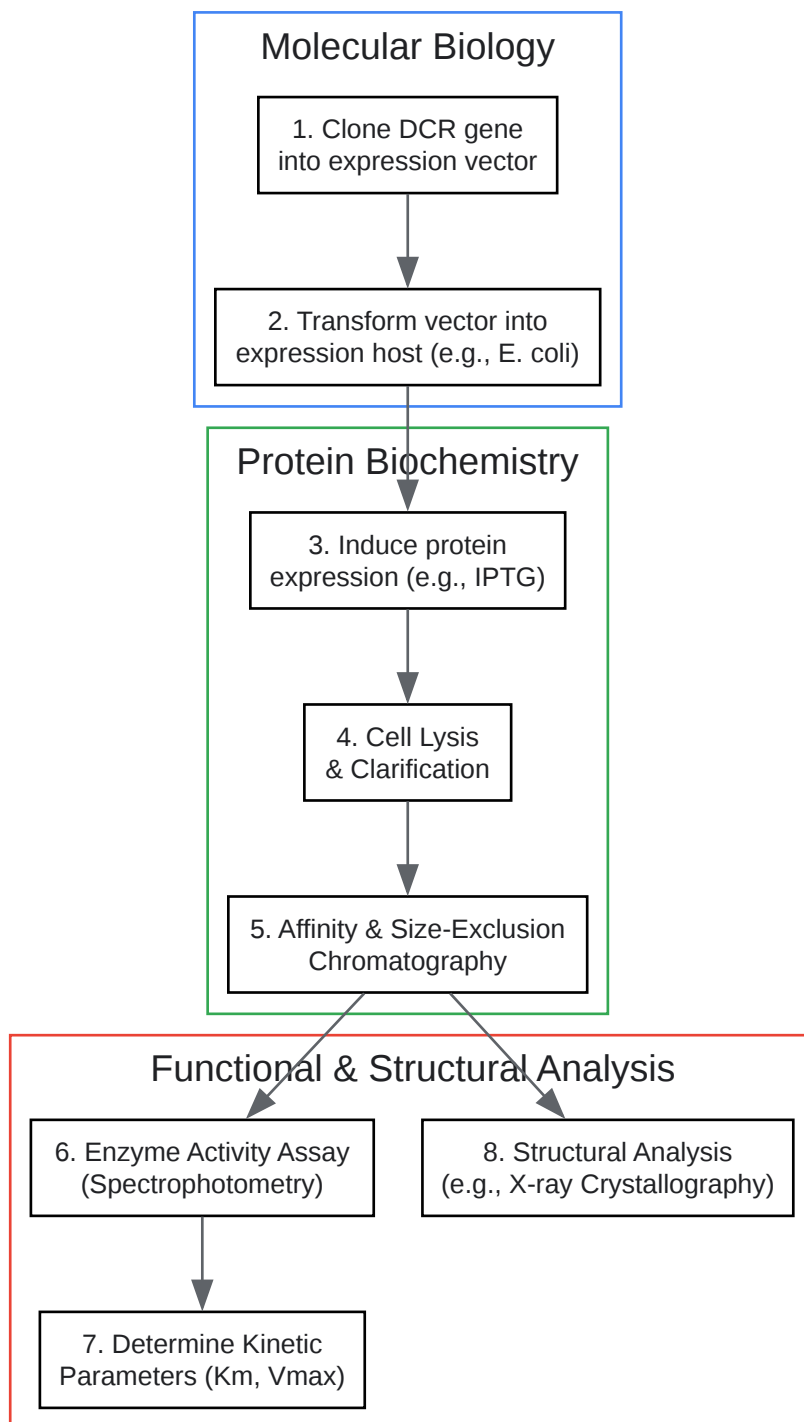 Molecular Biology
1. Clone DCR gene
into expression vector
2. Transform vector into
expression host (e.g., E. coli)
Protein Biochemistry
3. Induce protein
expression (e.g., IPTG)
4. Cell Lysis
& Clarification
5. Affinity & Size-Exclusion
Chromatography
Functional & Structural Analysis
6. Enzyme Activity Assay
(Spectrophotometry)
8. Structural Analysis
(e.g., X-ray Crystallography)
7. Determine Kinetic
Parameters (Km, Vmax)